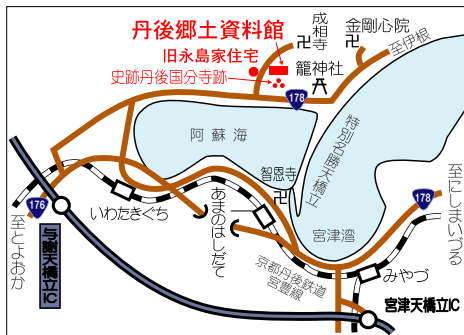 丹後郷土資料館
旧永島家住宅
史跡丹後国分寺跡
成相寺
籠神社
金剛心院
至伊根
178
阿蘇海
特別名勝天橋立
智恩寺
176
至とよおか
与謝天橋立IC
いわたきぐち
あまのはしだて
宮津湾
178
至にしまいづる
京都丹後鉄道
宮豊線
みやづ
宮津天橋立IC